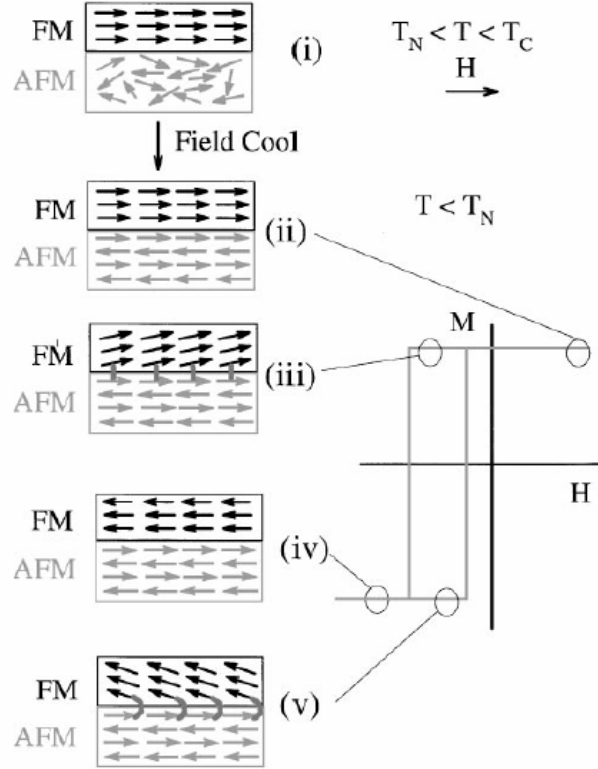 FM
AFM
(i)
T_N < T < T_C
H
Field Cool
FM
AFM
(ii)
T < T_N
FM
AFM
(iii)
M
H
FM
AFM
(iv)
FM
AFM
(v)